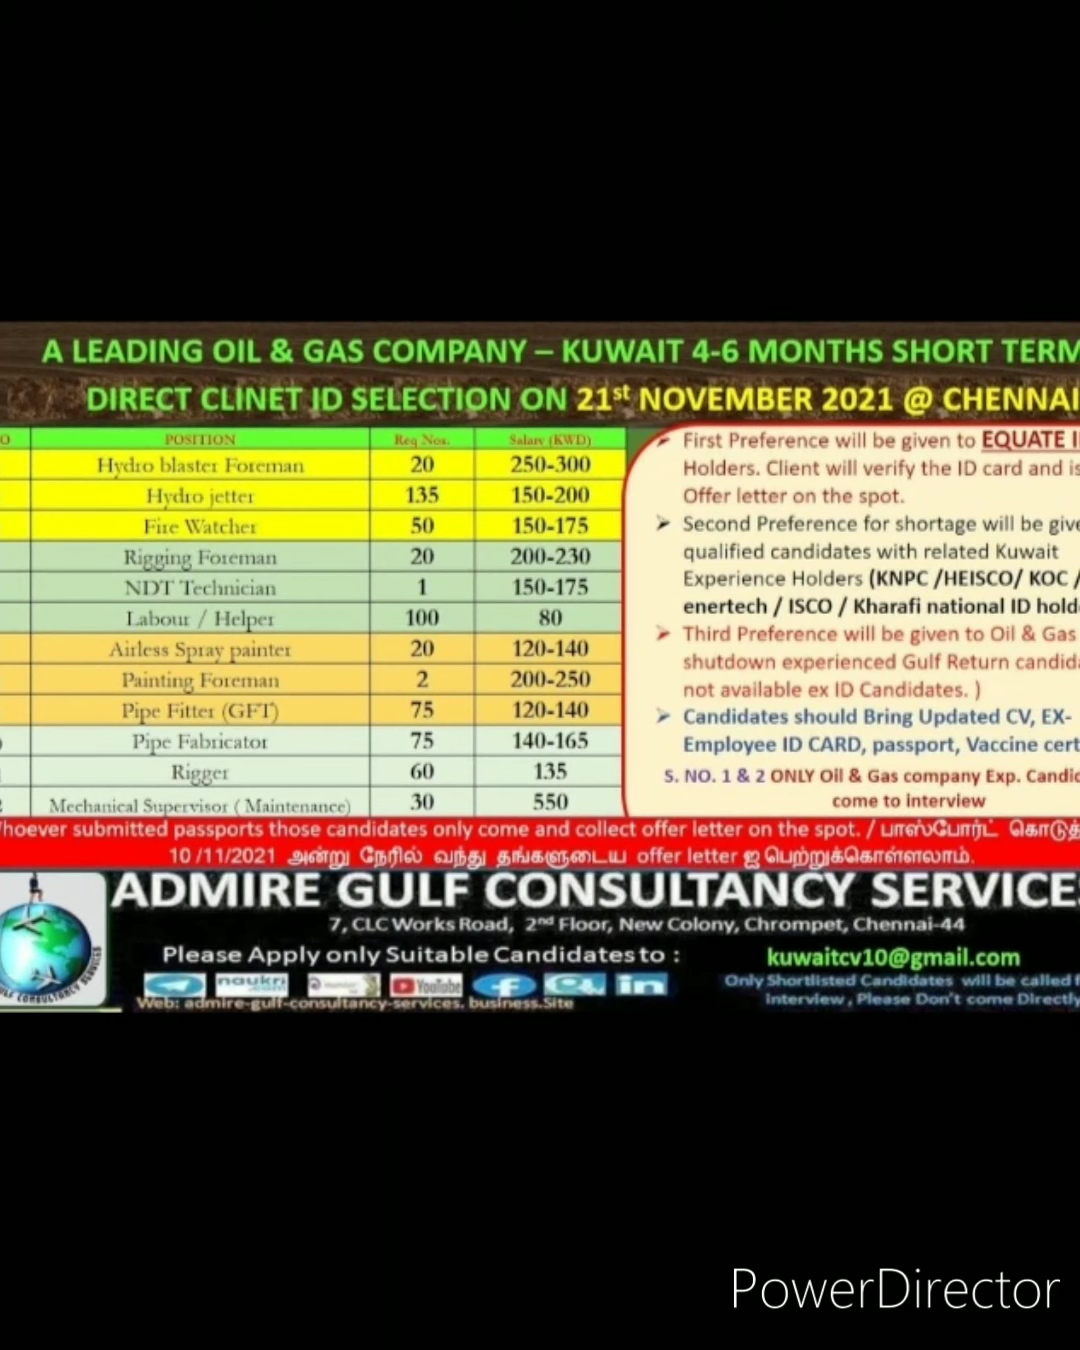 A LEADING OIL & GAS COMPANY – KUWAIT 4-6 MONTHS SHORT TERM
DIRECT CLINET ID SELECTION ON 21st NOVEMBER 2021 @ CHENNAI
O POSITION Req Nos. Salary (KWD)
Hydro blaster Foreman 20 250-300
Hydro jetter 135 150-200
Fire Watcher 50 150-175
Rigging Foreman 20 200-230
NDT Technician 1 150-175
Labour / Helper 100 80
Airless Spray painter 20 120-140
Painting Foreman 2 200-250
Pipe Fitter (GFT) 75 120-140
Pipe Fabricator 75 140-165
Rigger 60 135
Mechanical Supervisor ( Maintenance) 30 550
➤ First Preference will be given to EQUATE I
Holders. Client will verify the ID card and is
Offer letter on the spot.
➤ Second Preference for shortage will be give
qualified candidates with related Kuwait
Experience Holders (KNPC /HEISCO/ KOC /
enertech / ISCO / Kharafi national ID hold
➤ Third Preference will be given to Oil & Gas
shutdown experienced Gulf Return candida
not available ex ID Candidates. )
➤ Candidates should Bring Updated CV, EX-
Employee ID CARD, passport, Vaccine cert
S. NO. 1 & 2 ONLY Oil & Gas company Exp. Candic
come to Interview
hoever submitted passports those candidates only come and collect offer letter on the spot. / பாஸ்போர்ட் கொடுத்
10 /11/2021 அன்று நேரில் வந்து தங்களுடைய offer letter ஐ பெற்றுக்கொள்ளலாம்.
ADMIRE GULF CONSULTANCY SERVICE
7, CLC Works Road, 2nd Floor, New Colony, Chrompet, Chennai-44
Please Apply only Suitable Candidates to : kuwaitcv10@gmail.com
naukri.com YouTube f in
Only Shortlisted Candidates will be called f
Interview, Please Don't come Directly
Web: admire-gulf-consultancy-services. business.Site
PowerDirector